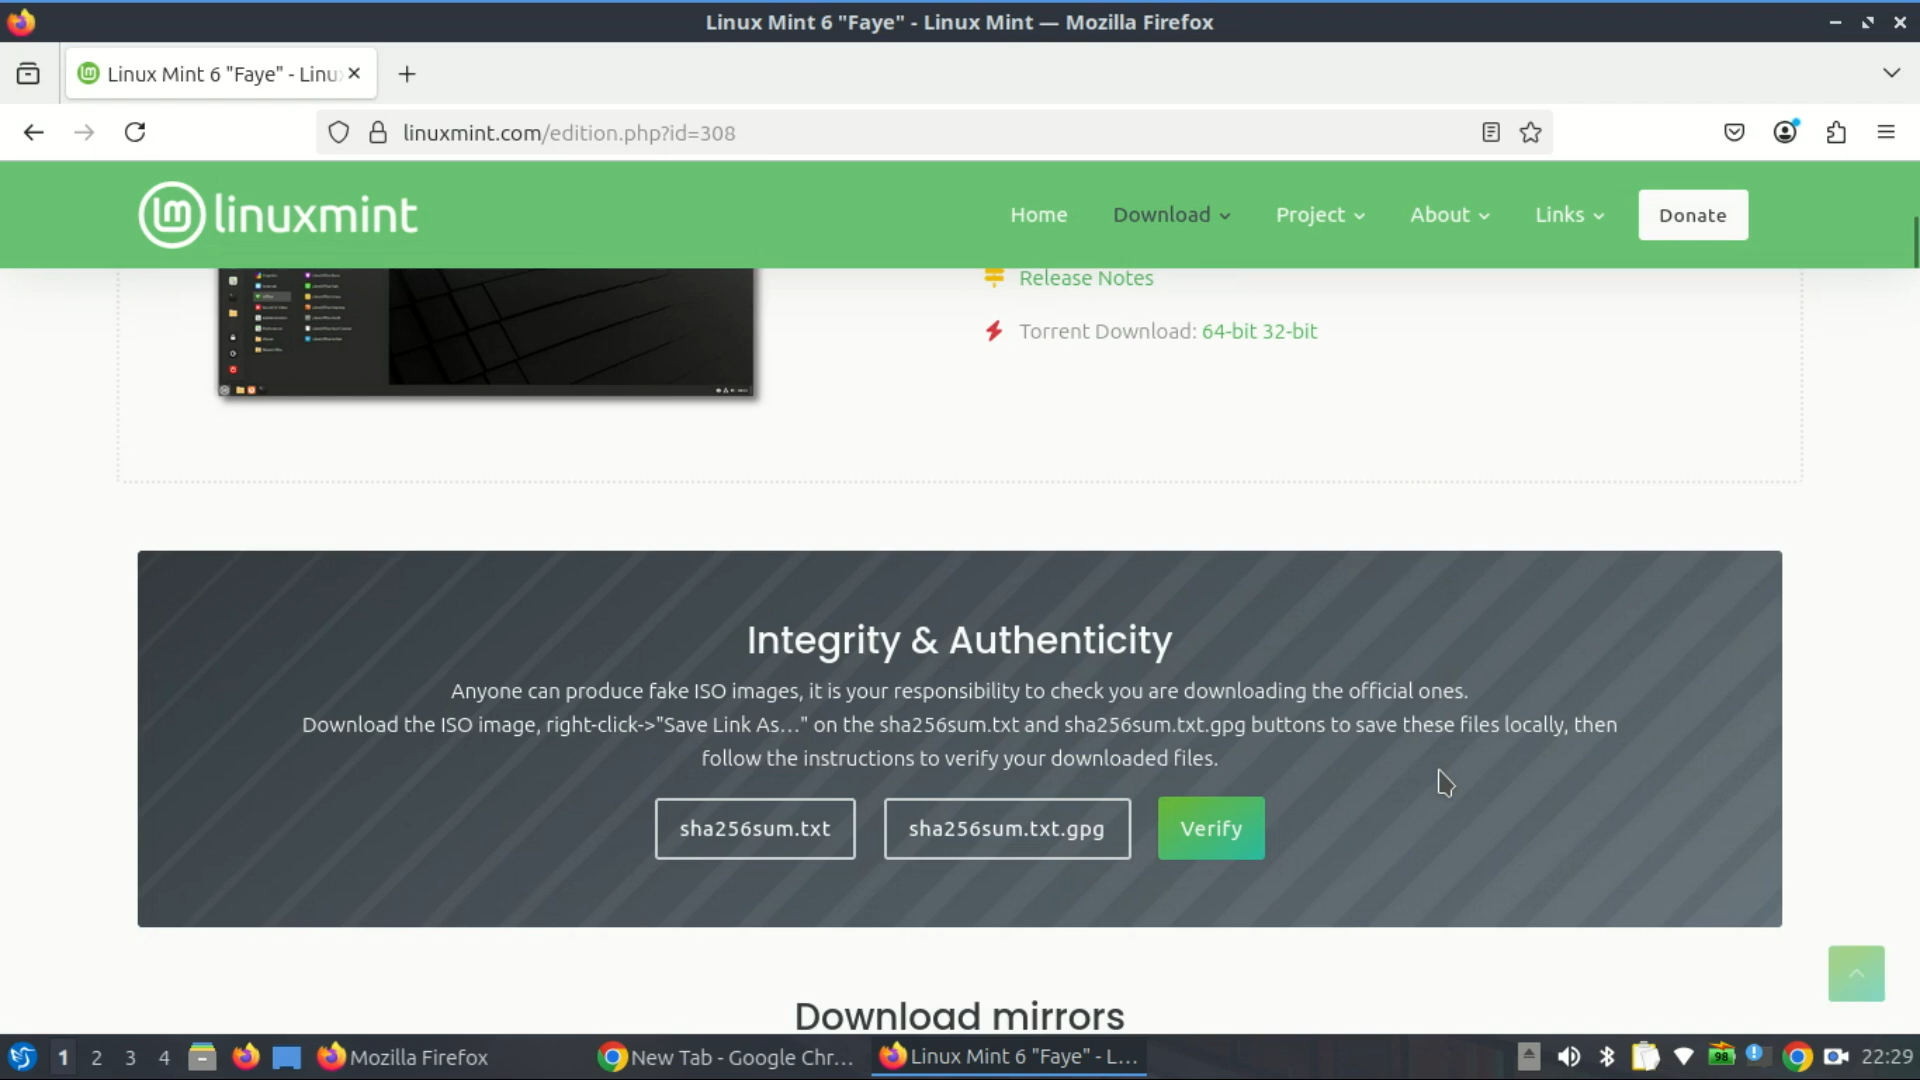 Linux Mint 6 "Faye" - Linux Mint — Mozilla Firefox
Linux Mint 6 "Faye" - Linu
linuxmint.com/edition.php?id=308
linuxmint
Home
Download
Project
About
Links
Donate
Release Notes
Torrent Download: 64-bit 32-bit
Integrity & Authenticity
Anyone can produce fake ISO images, it is your responsibility to check you are downloading the official ones.
Download the ISO image, right-click->"Save Link As..." on the sha256sum.txt and sha256sum.txt.gpg buttons to save these files locally, then
follow the instructions to verify your downloaded files.
sha256sum.txt
sha256sum.txt.gpg
Verify
Download mirrors
1
2
3
4
Mozilla Firefox
New Tab - Google Chr...
Linux Mint 6 "Faye" - L...
98
22:29